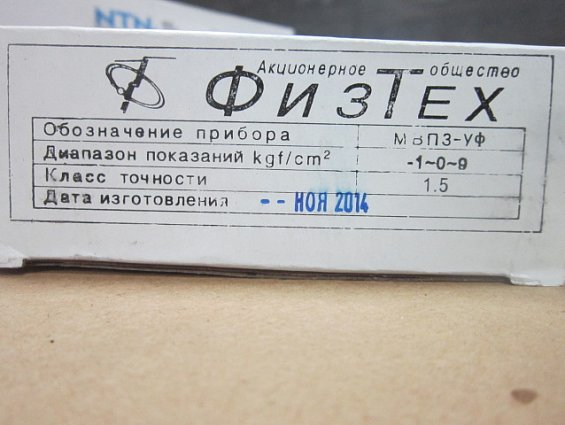 NTN
Акционерное общество
ФизТех
Обозначение прибора МВПЗ-УФ
Диапазон показаний kgf/cm² -1~0~9
Класс точности 1.5
Дата изготовления -- НОЯ 2014